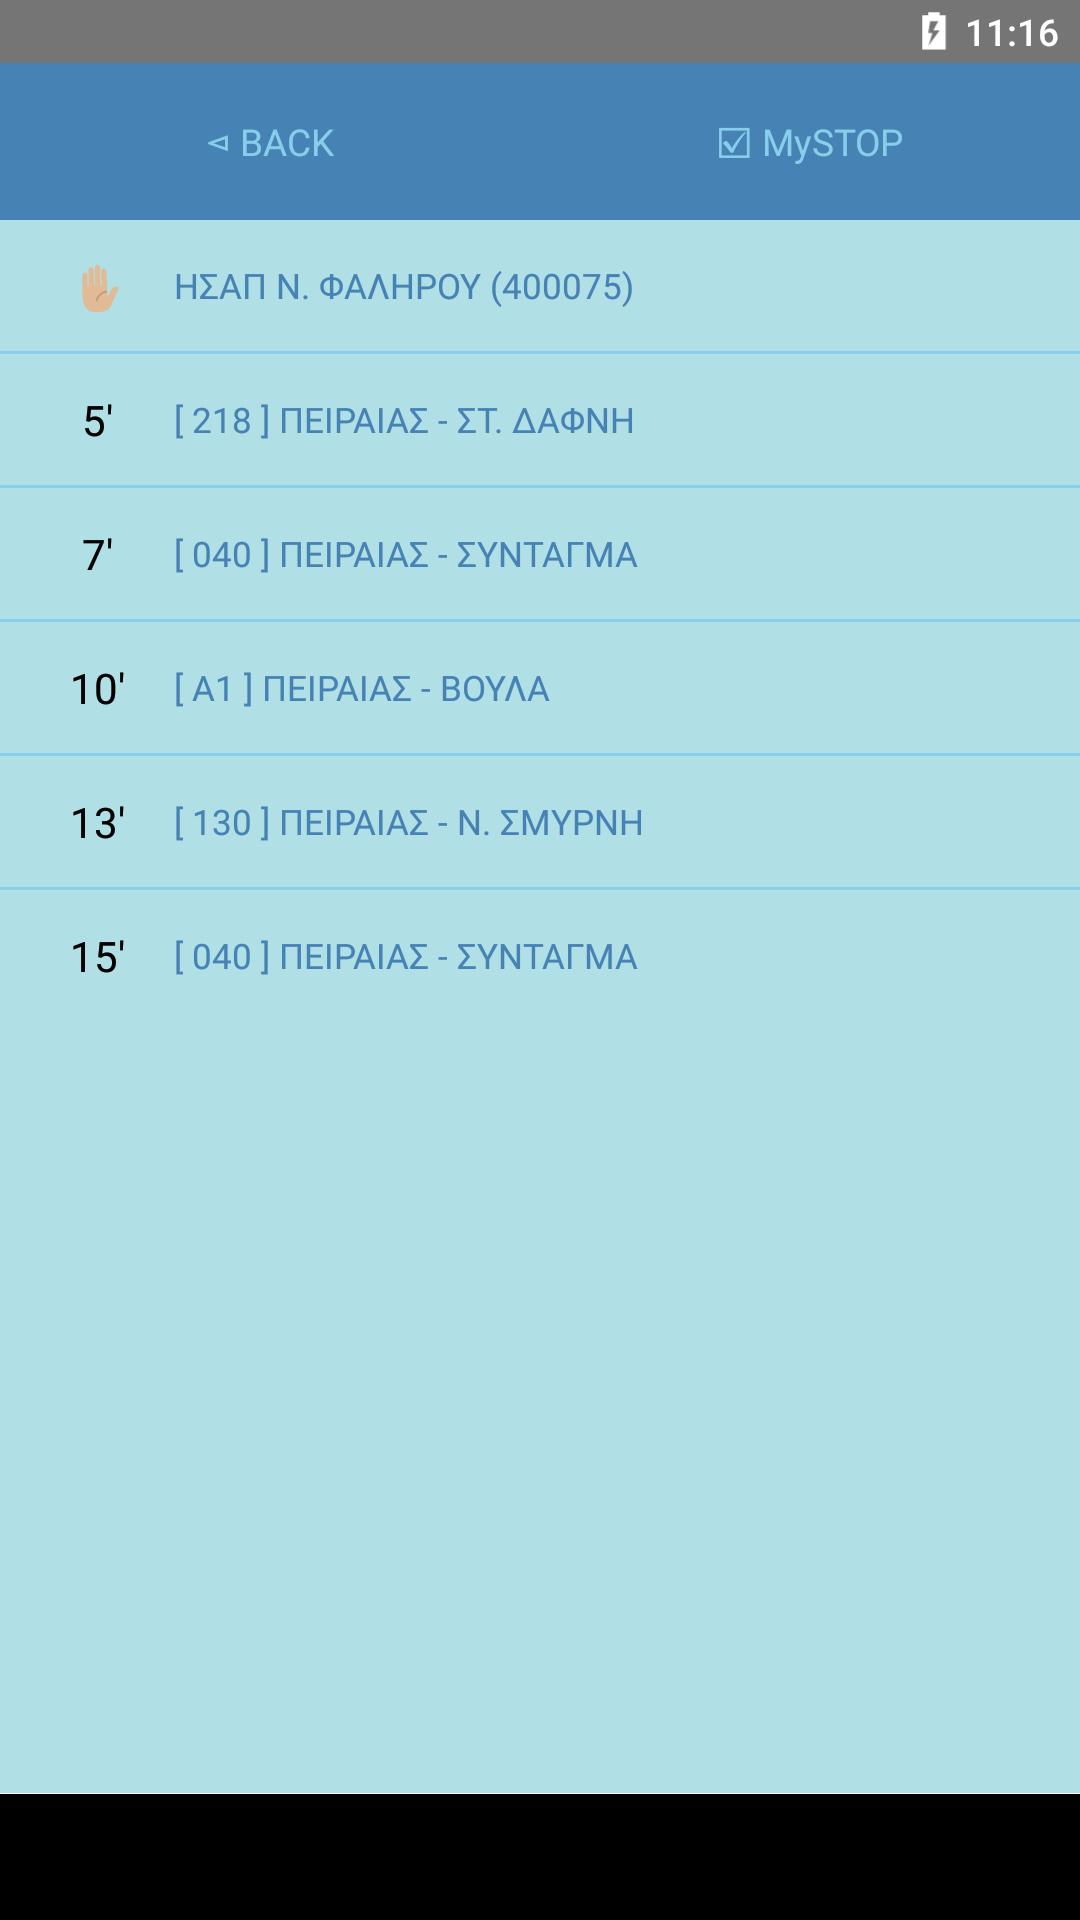 11:16
⊲ BACK
☑ MySTOP
ΗΣΑΠ Ν. ΦΑΛΗΡΟΥ (400075)
5' [ 218 ] ΠΕΙΡΑΙΑΣ - ΣΤ. ΔΑΦΝΗ
7' [ 040 ] ΠΕΙΡΑΙΑΣ - ΣΥΝΤΑΓΜΑ
10' [ Α1 ] ΠΕΙΡΑΙΑΣ - ΒΟΥΛΑ
13' [ 130 ] ΠΕΙΡΑΙΑΣ - Ν. ΣΜΥΡΝΗ
15' [ 040 ] ΠΕΙΡΑΙΑΣ - ΣΥΝΤΑΓΜΑ